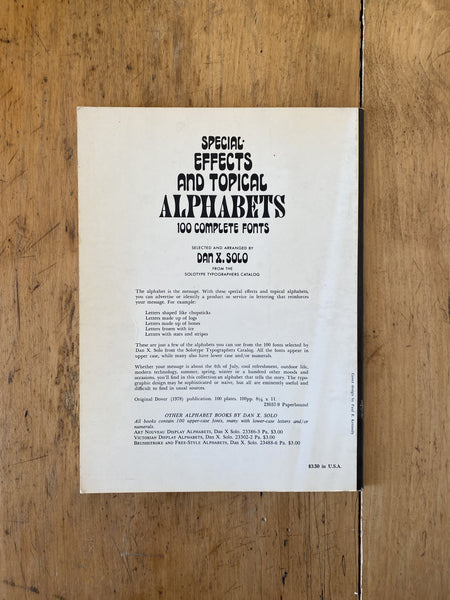 SPECIAL-
EFFECTS
AND TOPICAL
ALPHABETS
100 COMPLETE FONTS
SELECTED AND ARRANGED BY
DAN X. SOLO
FROM THE
SOLOTYPE TYPOGRAPHERS CATALOG
The alphabet is the message. With these special effects and topical alphabets,
you can advertise or identify a product or service in lettering that reinforces
your message. For example:
Letters shaped like chopsticks
Letters made up of logs
Letters made up of bones
Letters frozen with ice
Letters with stars and stripes
These are just a few of the alphabets you can use from the 100 fonts selected by
Dan X. Solo from the Solotype Typographers Catalog. All the fonts appear in
upper case, while many also have lower case and/or numerals.
Whether your message is about the 4th of July, cool refreshment, outdoor life,
modern technology, summer, spring, winter or a hundred other moods and
occasions, you'll find in this collection an alphabet that tells the story. The typo-
graphic design may be sophisticated or naive, but all are eminently useful and
difficult to find in usual sources.
Original Dover (1978) publication. 100 plates. 100pp. 8¼ x 11.
23657-9 Paperbound
OTHER ALPHABET BOOKS BY DAN X. SOLO
All books contain 100 upper-case fonts, many with lower-case letters and/or
numerals.
ART NOUVEAU DISPLAY ALPHABETS, Dan X Solo. 23386-3 Pa. $3.00
VICTORIAN DISPLAY ALPHABETS, Dan X Solo. 23302-2 Pa. $3.00
BRUSHSTROKE AND FREE-STYLE ALPHABETS, Dan X Solo. 23488-6 Pa. $3.00
$3.50 in U.S.A.
Cover design by Paul E. Kennedy